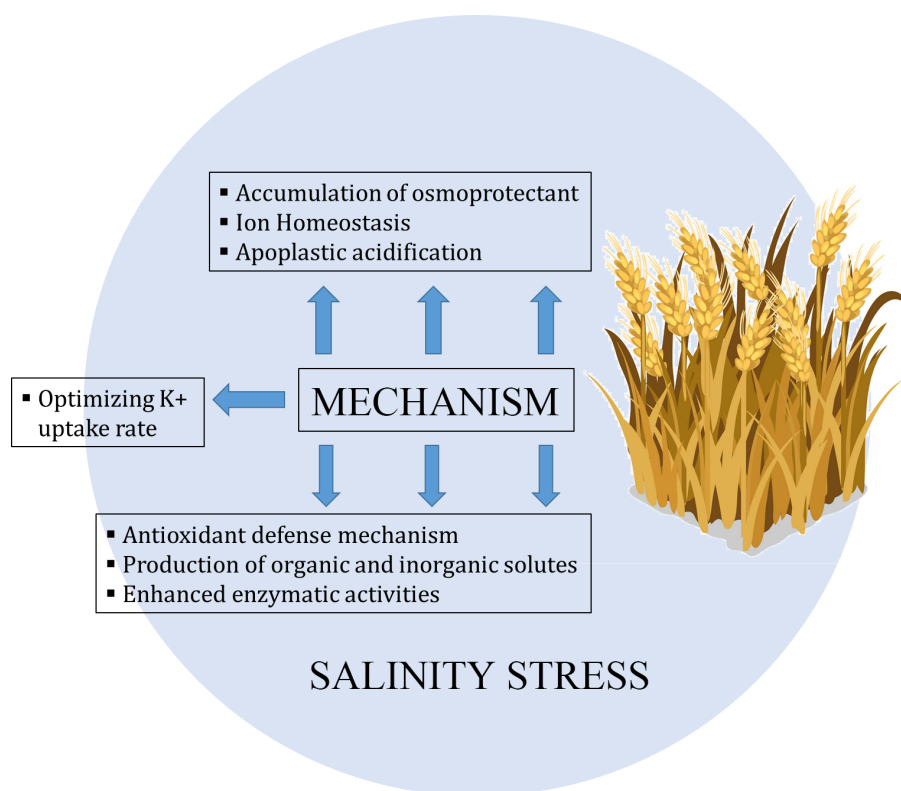 ▪ Accumulation of osmoprotectant
▪ Ion Homeostasis
▪ Apoplastic acidification
MECHANISM
▪ Optimizing K+
uptake rate
▪ Antioxidant defense mechanism
▪ Production of organic and inorganic solutes
▪ Enhanced enzymatic activities
SALINITY STRESS